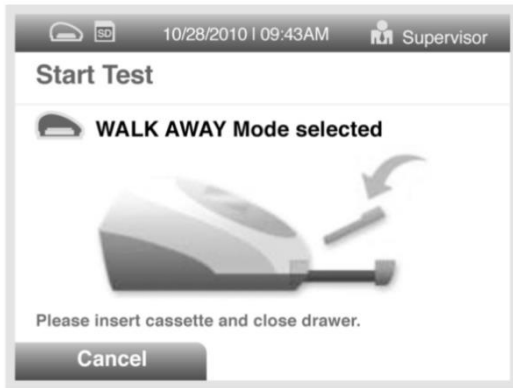 SD 10/28/2010 | 09:43AM Supervisor
Start Test
WALK AWAY Mode selected
Please insert cassette and close drawer.
Cancel